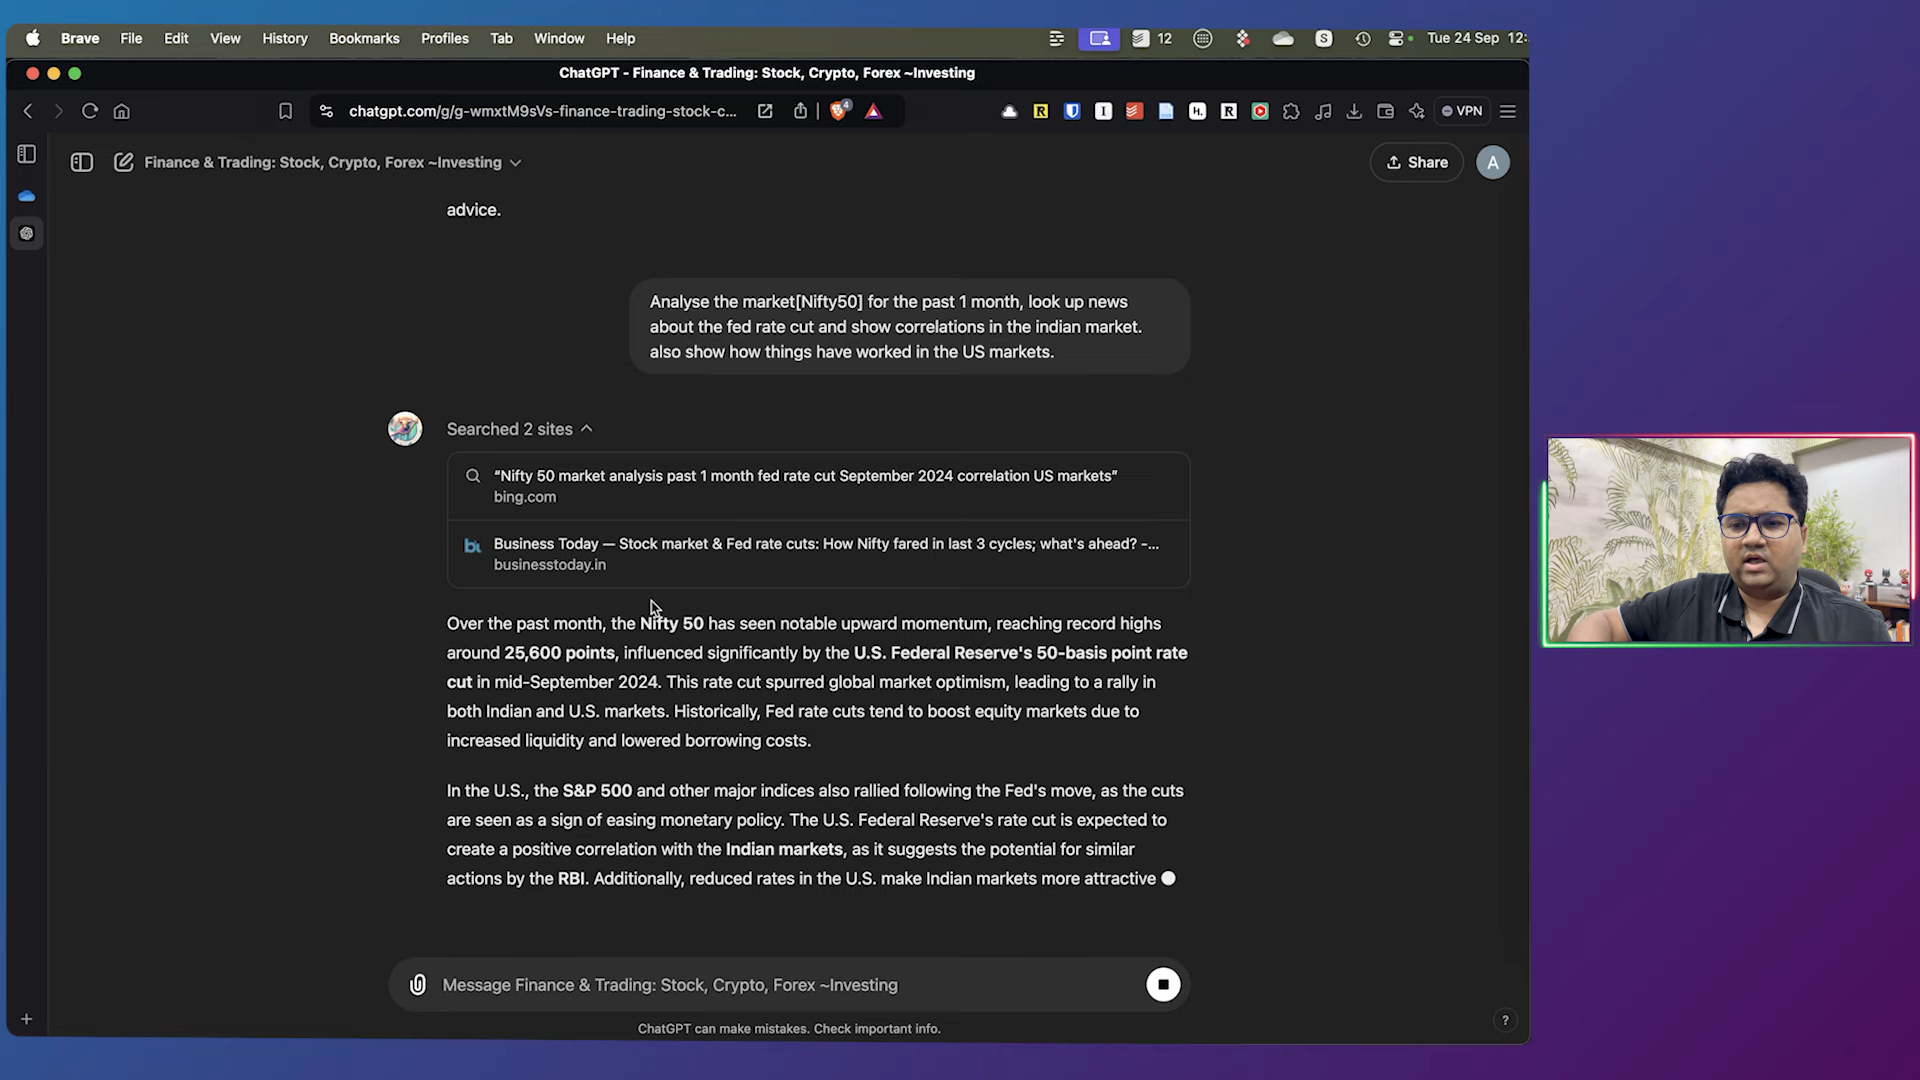 Brave File Edit View History Bookmarks Profiles Tab Window Help 12 S Tue 24 Sep 12:
ChatGPT - Finance & Trading: Stock, Crypto, Forex ~Investing
chatgpt.com/g/g-wmxtM9sVs-finance-trading-stock-c... 4 R I H. R VPN
Finance & Trading: Stock, Crypto, Forex ~Investing Share A
advice.
Analyse the market[Nifty50] for the past 1 month, look up news
about the fed rate cut and show correlations in the indian market.
also show how things have worked in the US markets.
Searched 2 sites
“Nifty 50 market analysis past 1 month fed rate cut September 2024 correlation US markets”
bing.com
bt Business Today — Stock market & Fed rate cuts: How Nifty fared in last 3 cycles; what's ahead? -...
businesstoday.in
Over the past month, the Nifty 50 has seen notable upward momentum, reaching record highs
around 25,600 points, influenced significantly by the U.S. Federal Reserve's 50-basis point rate
cut in mid-September 2024. This rate cut spurred global market optimism, leading to a rally in
both Indian and U.S. markets. Historically, Fed rate cuts tend to boost equity markets due to
increased liquidity and lowered borrowing costs.
In the U.S., the S&P 500 and other major indices also rallied following the Fed's move, as the cuts
are seen as a sign of easing monetary policy. The U.S. Federal Reserve's rate cut is expected to
create a positive correlation with the Indian markets, as it suggests the potential for similar
actions by the RBI. Additionally, reduced rates in the U.S. make Indian markets more attractive
Message Finance & Trading: Stock, Crypto, Forex ~Investing
ChatGPT can make mistakes. Check important info.
?